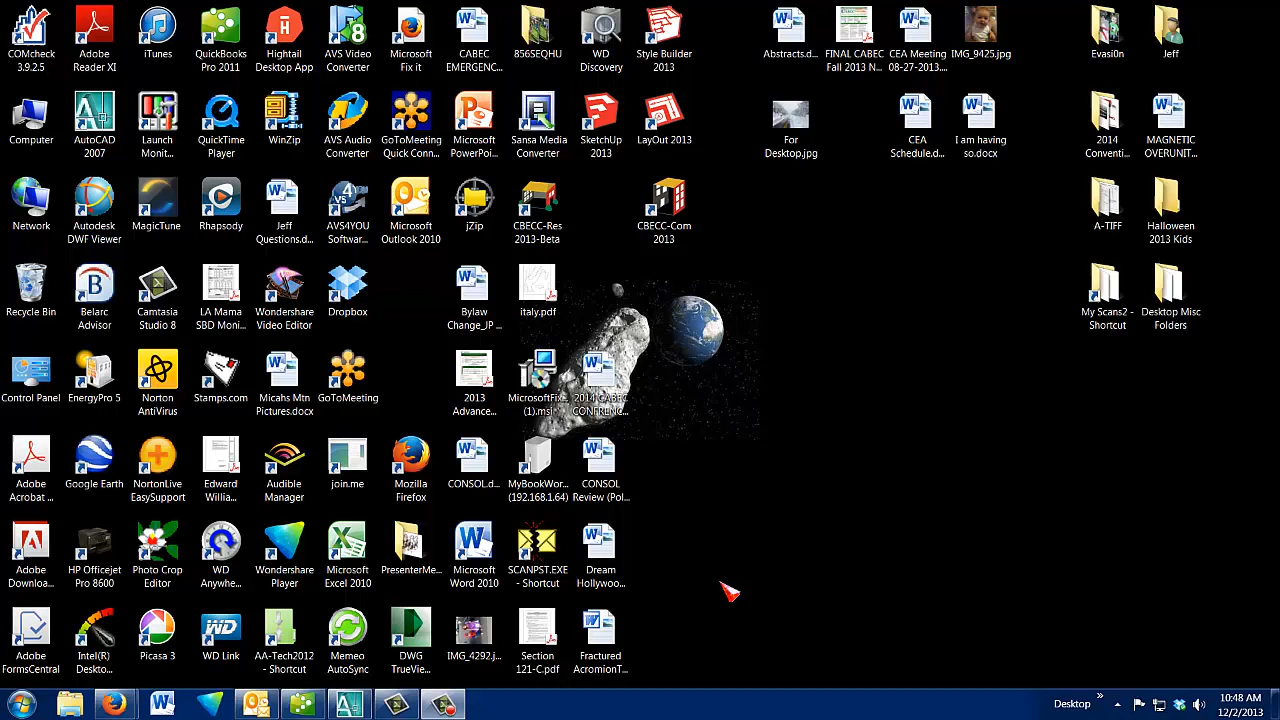 CutCheck
3.9.2.5
Adobe
Reader XI
iTunes
QuickBooks
Pro 2011
Hightail
Desktop App
AVS Video
Converter
Microsoft
Fix it
CABEC
EMERGENC...
856SEQHU
WD
Discovery
Style Builder
2013
Abstracts.d...
FINAL CABEC
Fall 2013 N...
CEA Meeting
08-27-2013....
IMG_9425.jpg
Evasi0n
Jeff
Computer
AutoCAD
2007
Launch
Monit...
QuickTime
Player
WinZip
AVS Audio
Converter
GoToMeeting
Quick Conn...
Microsoft
PowerPoi...
Sansa Media
Converter
SketchUp
2013
LayOut 2013
For
Desktop.jpg
CEA
Schedule.d...
I am having
so.docx
2014
Conventi...
MAGNETIC
OVERUNIT...
Network
Autodesk
DWF Viewer
MagicTune
Rhapsody
Jeff
Questions.d...
AVS4YOU
Software...
Microsoft
Outlook 2010
jZip
CBECC-Res
2013-Beta
CBECC-Com
2013
A-TIFF
Halloween
2013 Kids
Recycle Bin
Belarc
Advisor
Camtasia
Studio 8
LA Mama
SBD Moni...
Wondershare
Video Editor
Dropbox
Bylaw
Change_JP ...
italy.pdf
My Scans2 -
Shortcut
Desktop Misc
Folders
Control Panel
EnergyPro 5
Norton
AntiVirus
Stamps.com
Micahs Mtn
Pictures.docx
GoToMeeting
2013
Advance...
MicrosoftFix...
(1).msi
2014 CABEC
CONFRENC...
Adobe
Acrobat ...
Google Earth
NortonLive
EasySupport
Edward
Willia...
Audible
Manager
join.me
Mozilla
Firefox
CONSOL.d...
MyBookWor...
(192.168.1.64)
CONSOL
Review (Pol...
Adobe
Downloa...
HP Officejet
Pro 8600
Photo Crop
Editor
WD
Anywhe...
Wondershare
Player
Microsoft
Excel 2010
PresenterMe...
Microsoft
Word 2010
SCANPST.EXE
- Shortcut
Dream
Hollywoo...
Adobe
FormsCentral
Intel(R)
Deskto...
Picasa 3
WD Link
AA-Tech2012
- Shortcut
Memeo
AutoSync
DWG
TrueVie...
IMG_4292.j...
Section
121-C.pdf
Fractured
AcromionT...
Desktop
»
10:48 AM
12/2/2013